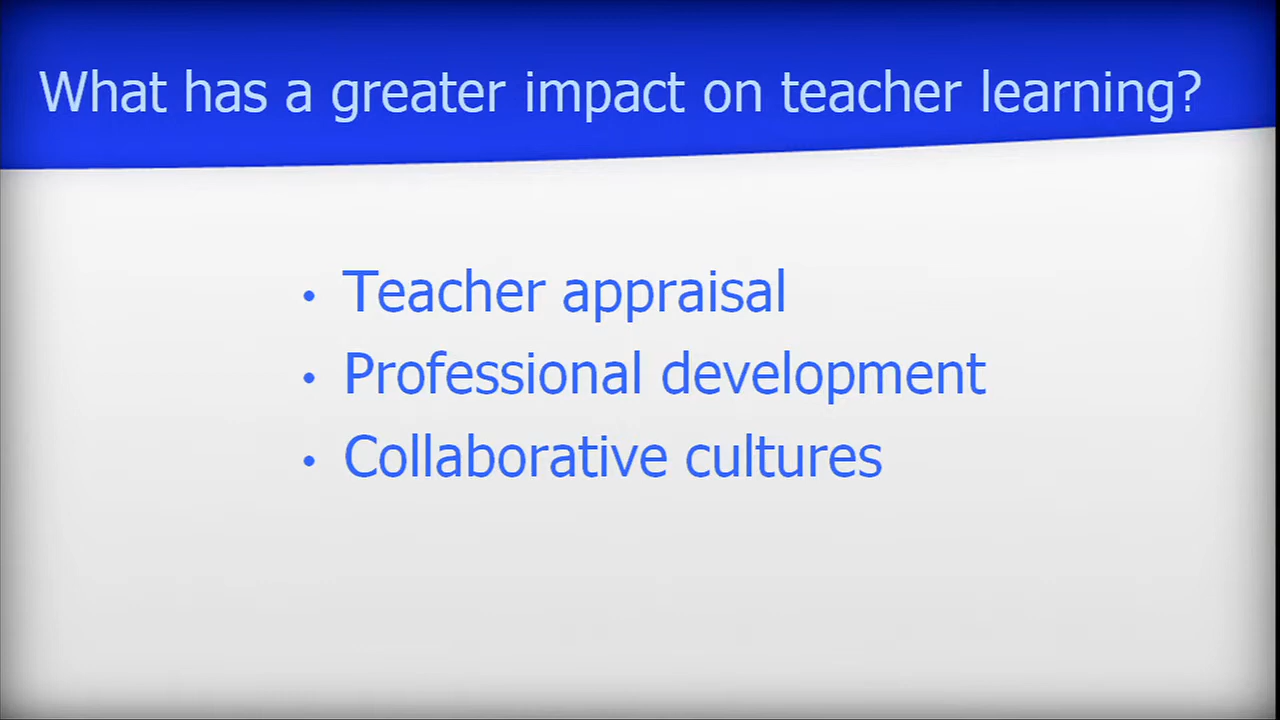 What has a greater impact on teacher learning?
• Teacher appraisal
• Professional development
• Collaborative cultures